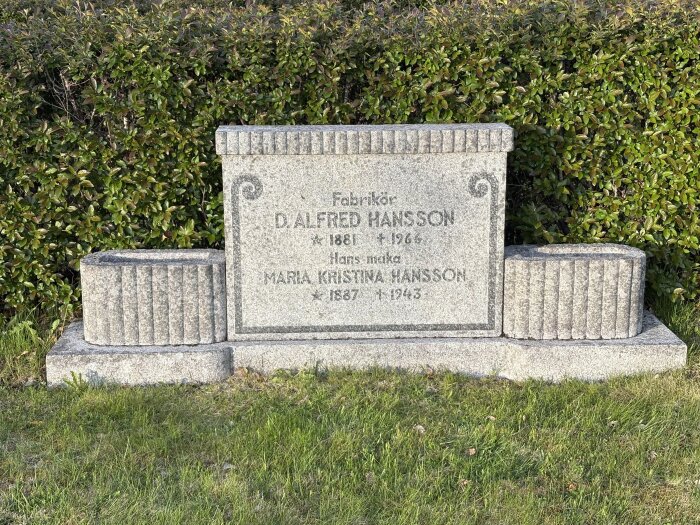 Fabrikör
D. ALFRED HANSSON
* 1881 ✝ 1966
Hans maka
MARIA KRISTINA HANSSON
* 1887 ✝ 1943